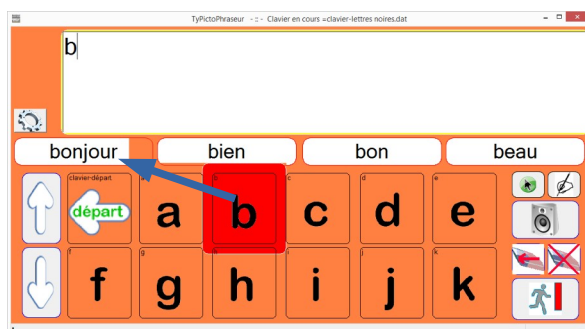 TyPictoPhraseur - :: - Clavier en cours =clavier-lettres noires.dat
b
bonjour bien bon beau
clavier-départ a b c d e
départ a b c d e
f g h i j k
f g h i j k